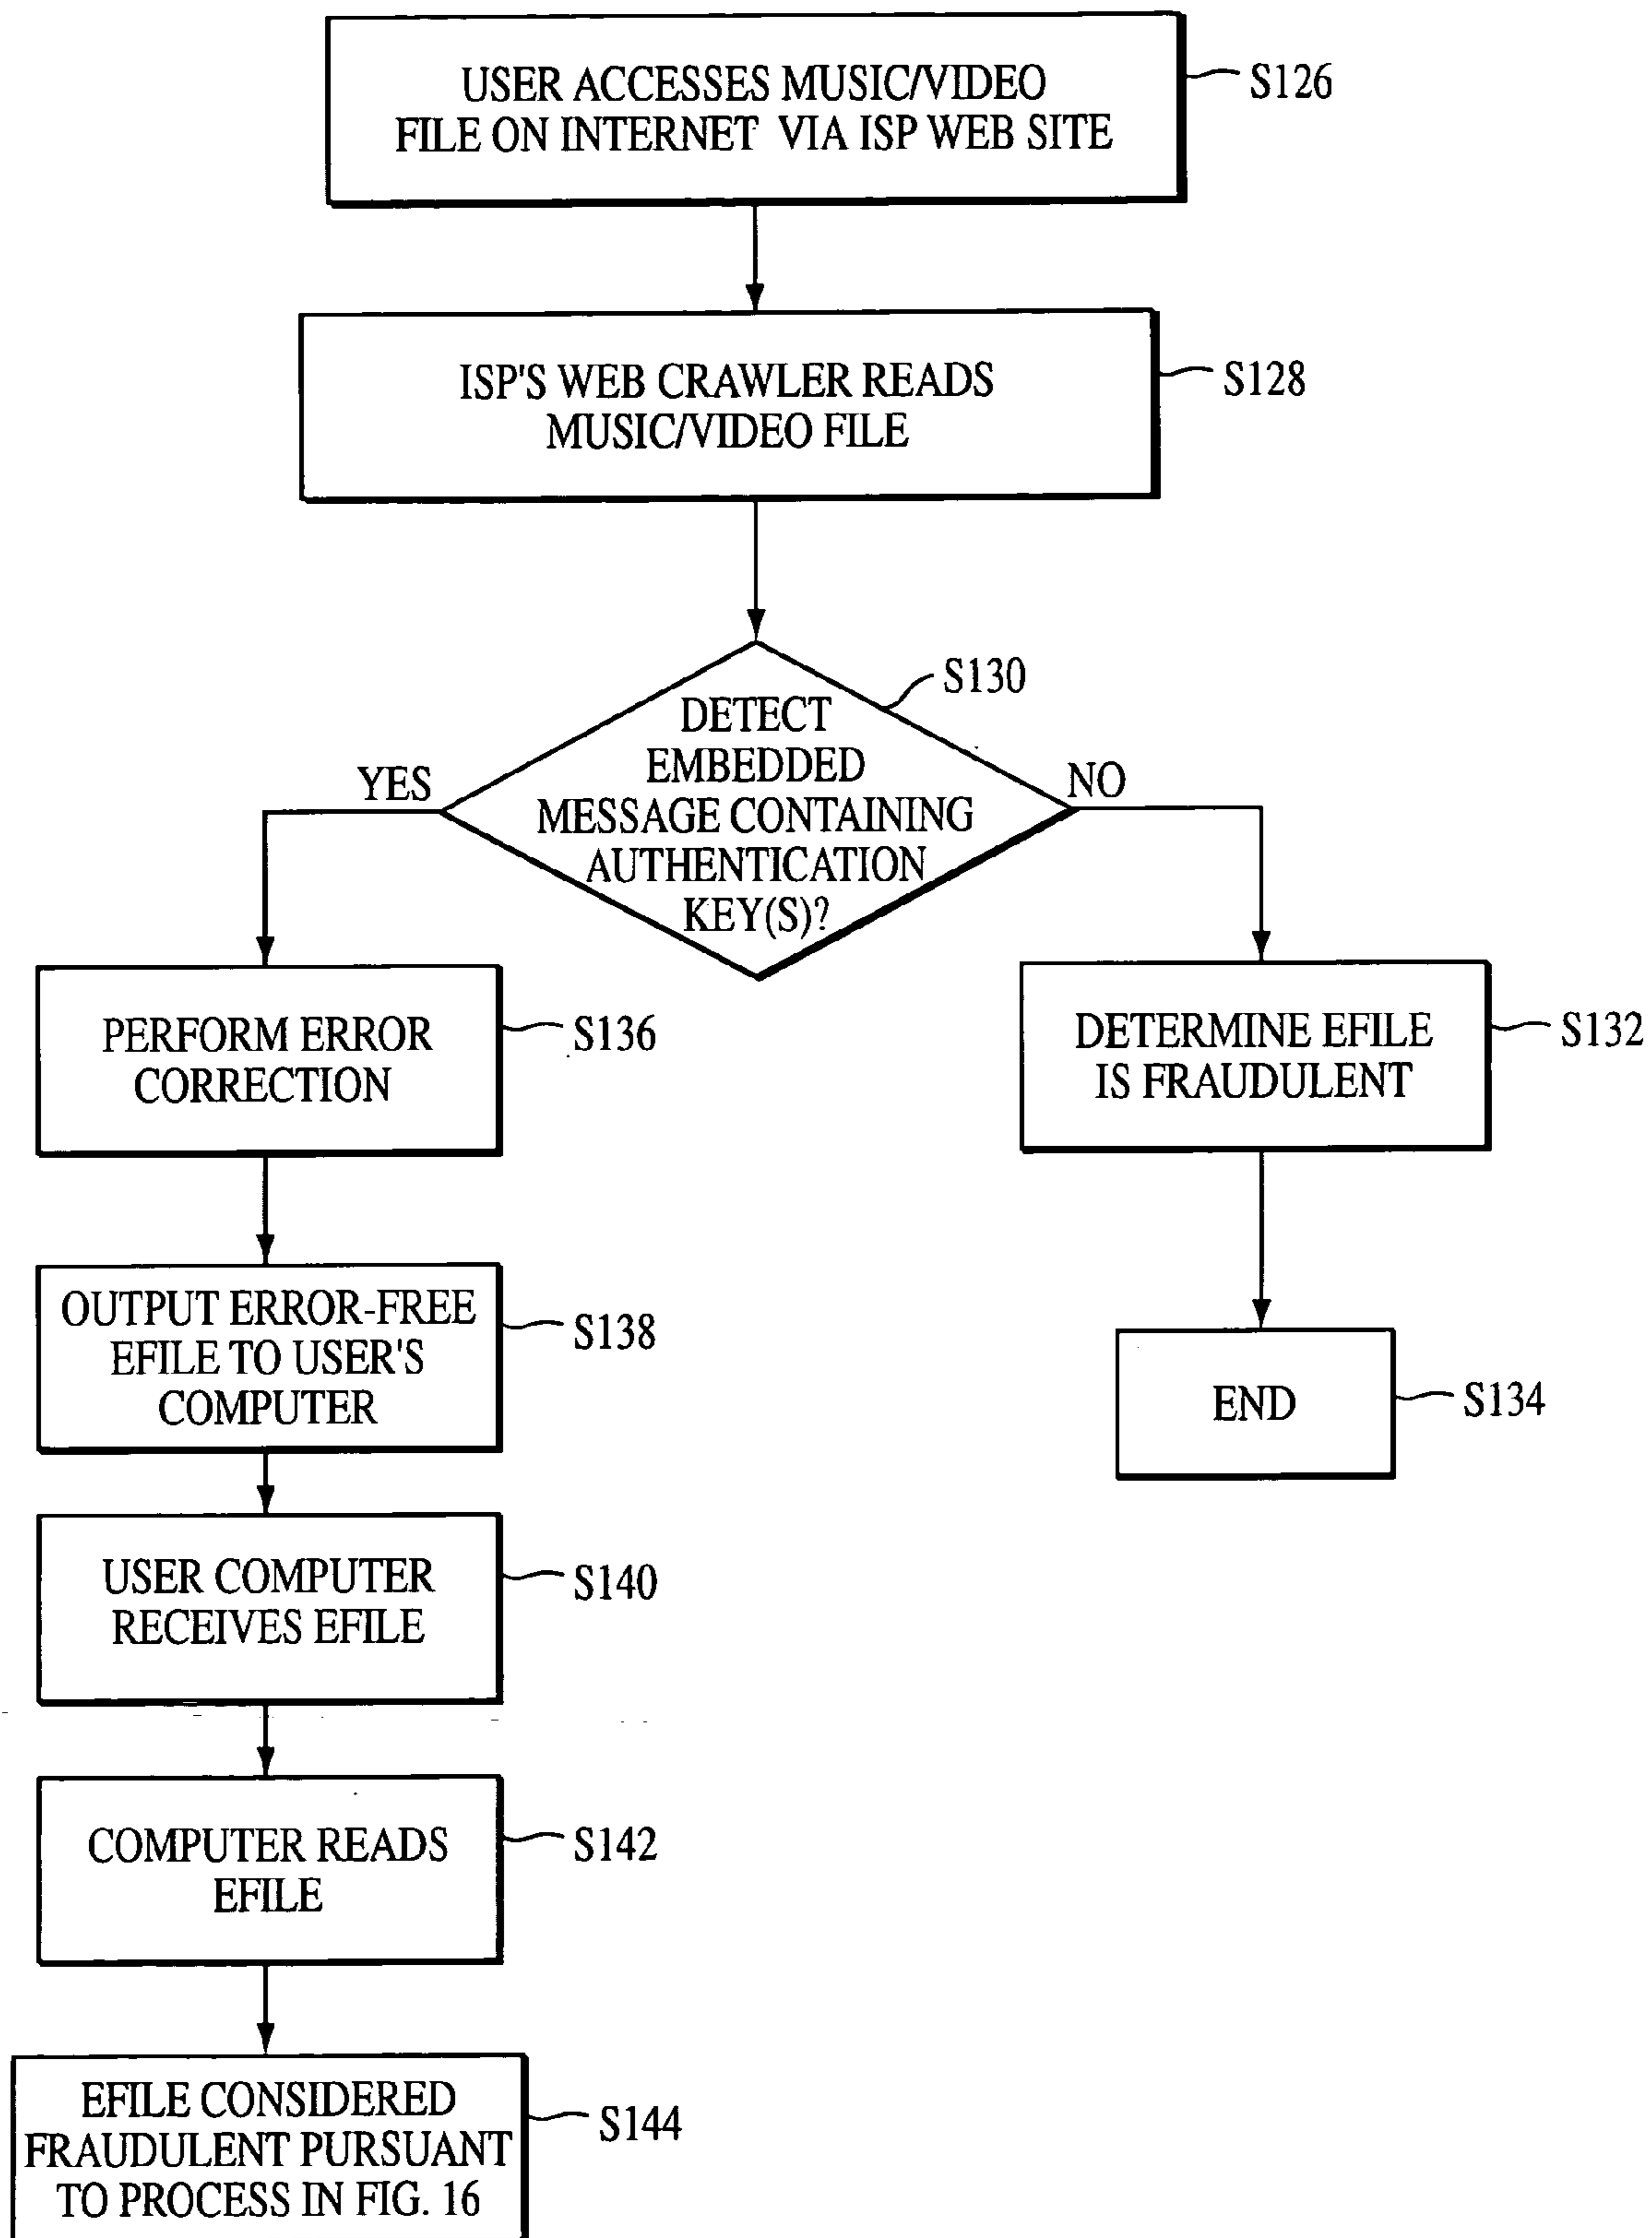 USER ACCESSES MUSIC/VIDEO
FILE ON INTERNET VIA ISP WEB SITE
S126
ISP'S WEB CRAWLER READS
MUSIC/VIDEO FILE
S128
S130
DETECT
EMBEDDED
MESSAGE CONTAINING
AUTHENTICATION
KEY(S)?
YES
NO
PERFORM ERROR
CORRECTION
S136
DETERMINE EFILE
IS FRAUDULENT
S132
OUTPUT ERROR-FREE
EFILE TO USER'S
COMPUTER
S138
END
S134
USER COMPUTER
RECEIVES EFILE
S140
COMPUTER READS
EFILE
S142
EFILE CONSIDERED
FRAUDULENT PURSUANT
TO PROCESS IN FIG. 16
S144